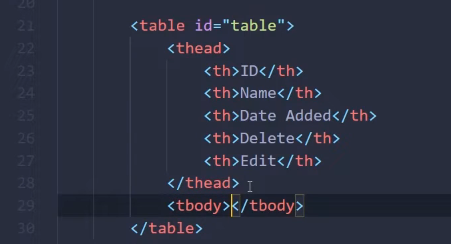 20
21 <table id="table">
22 <thead>
23 <th>ID</th>
24 <th>Name</th>
25 <th>Date Added</th>
26 <th>Delete</th>
27 <th>Edit</th>
28 </thead>
29 <tbody></tbody>
30 </table>